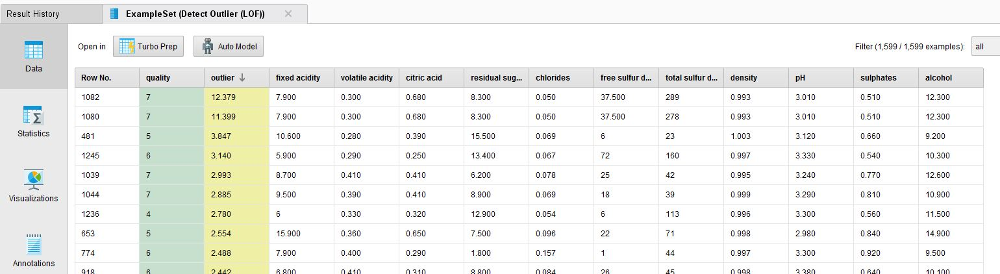 Result History ExampleSet (Detect Outlier (LOF))
Open in Turbo Prep Auto Model Filter (1,599 / 1,599 examples): all
Data
Statistics
Visualizations
Annotations
Row No. quality outlier fixed acidity volatile acidity citric acid residual sug... chlorides free sulfur d... total sulfur d... density pH sulphates alcohol
1082 7 12.379 7.900 0.300 0.680 8.300 0.050 37.500 289 0.993 3.010 0.510 12.300
1080 7 11.399 7.900 0.300 0.680 8.300 0.050 37.500 278 0.993 3.010 0.510 12.300
481 5 3.847 10.600 0.280 0.390 15.500 0.069 6 23 1.003 3.120 0.660 9.200
1245 6 3.140 5.900 0.290 0.250 13.400 0.067 72 160 0.997 3.330 0.540 10.300
1039 7 2.993 8.700 0.410 0.410 6.200 0.078 25 42 0.995 3.240 0.770 12.600
1044 7 2.885 9.500 0.390 0.410 8.900 0.069 18 39 0.999 3.290 0.810 10.900
1236 4 2.780 6 0.330 0.320 12.900 0.054 6 113 0.996 3.300 0.560 11.500
653 5 2.554 15.900 0.360 0.650 7.500 0.096 22 71 0.998 2.980 0.840 14.900
774 6 2.488 7.900 0.400 0.290 1.800 0.157 1 44 0.997 3.300 0.920 9.500
918 6 2.442 6.800 0.410 0.310 8.800 0.084 26 45 0.998 3.380 0.640 10.100